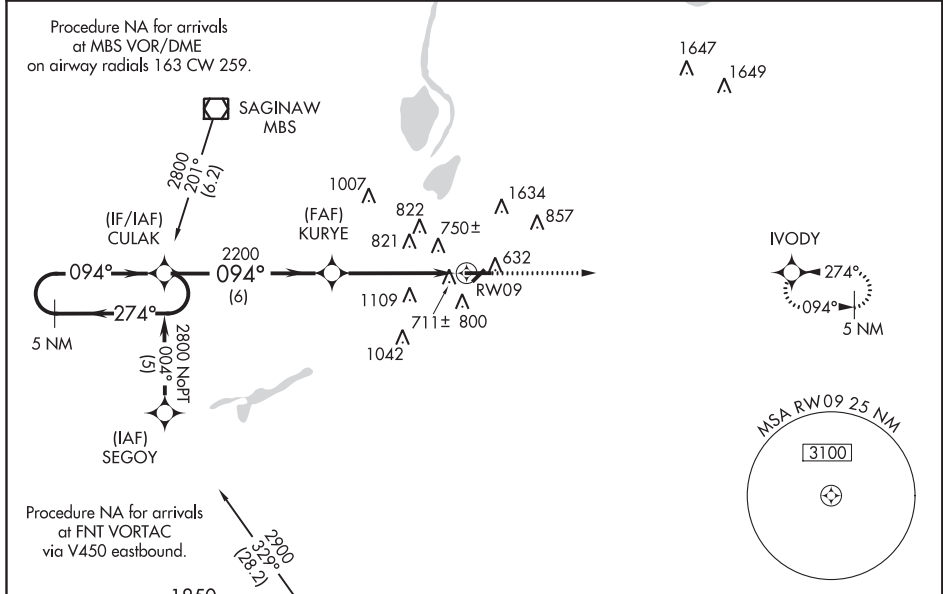 Procedure NA for arrivals
at MBS VOR/DME
on airway radials 163 CW 259.
1647
1649
SAGINAW
MBS
2800
201°
(6.2)
1007
1634
822
857
(FAF)
KURYE
(IF/IAF)
CULAK
821
750±
IVODY
2200
094°
094°
(6)
632
274°
RW09
274°
1109
711±
800
094°
5 NM
5 NM
1042
2800 NoPT
004°
(5)
(IAF)
SEGOY
MSA RW09 25 NM
3100
Procedure NA for arrivals
at FNT VORTAC
via V450 eastbound.
2900
329°
(28.2)